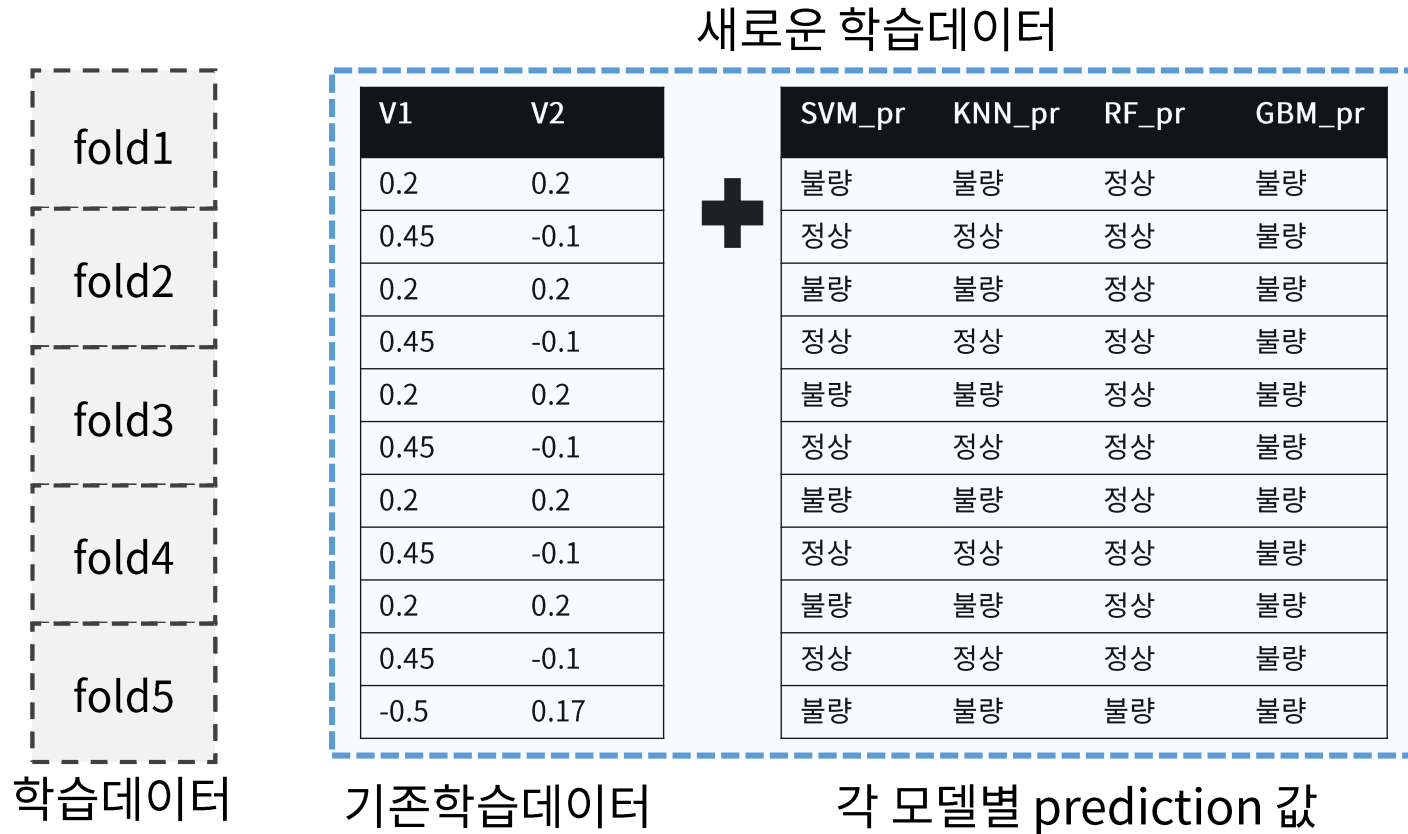 새로운 학습데이터
fold1
fold2
fold3
fold4
fold5
학습데이터
V1 V2
0.2 0.2
0.45 -0.1
0.2 0.2
0.45 -0.1
0.2 0.2
0.45 -0.1
0.2 0.2
0.45 -0.1
0.2 0.2
0.45 -0.1
-0.5 0.17
기존학습데이터
SVM_pr KNN_pr RF_pr GBM_pr
불량 불량 정상 불량
정상 정상 정상 불량
불량 불량 정상 불량
정상 정상 정상 불량
불량 불량 정상 불량
정상 정상 정상 불량
불량 불량 정상 불량
정상 정상 정상 불량
불량 불량 정상 불량
정상 정상 정상 불량
불량 불량 불량 불량
각 모델별 prediction 값